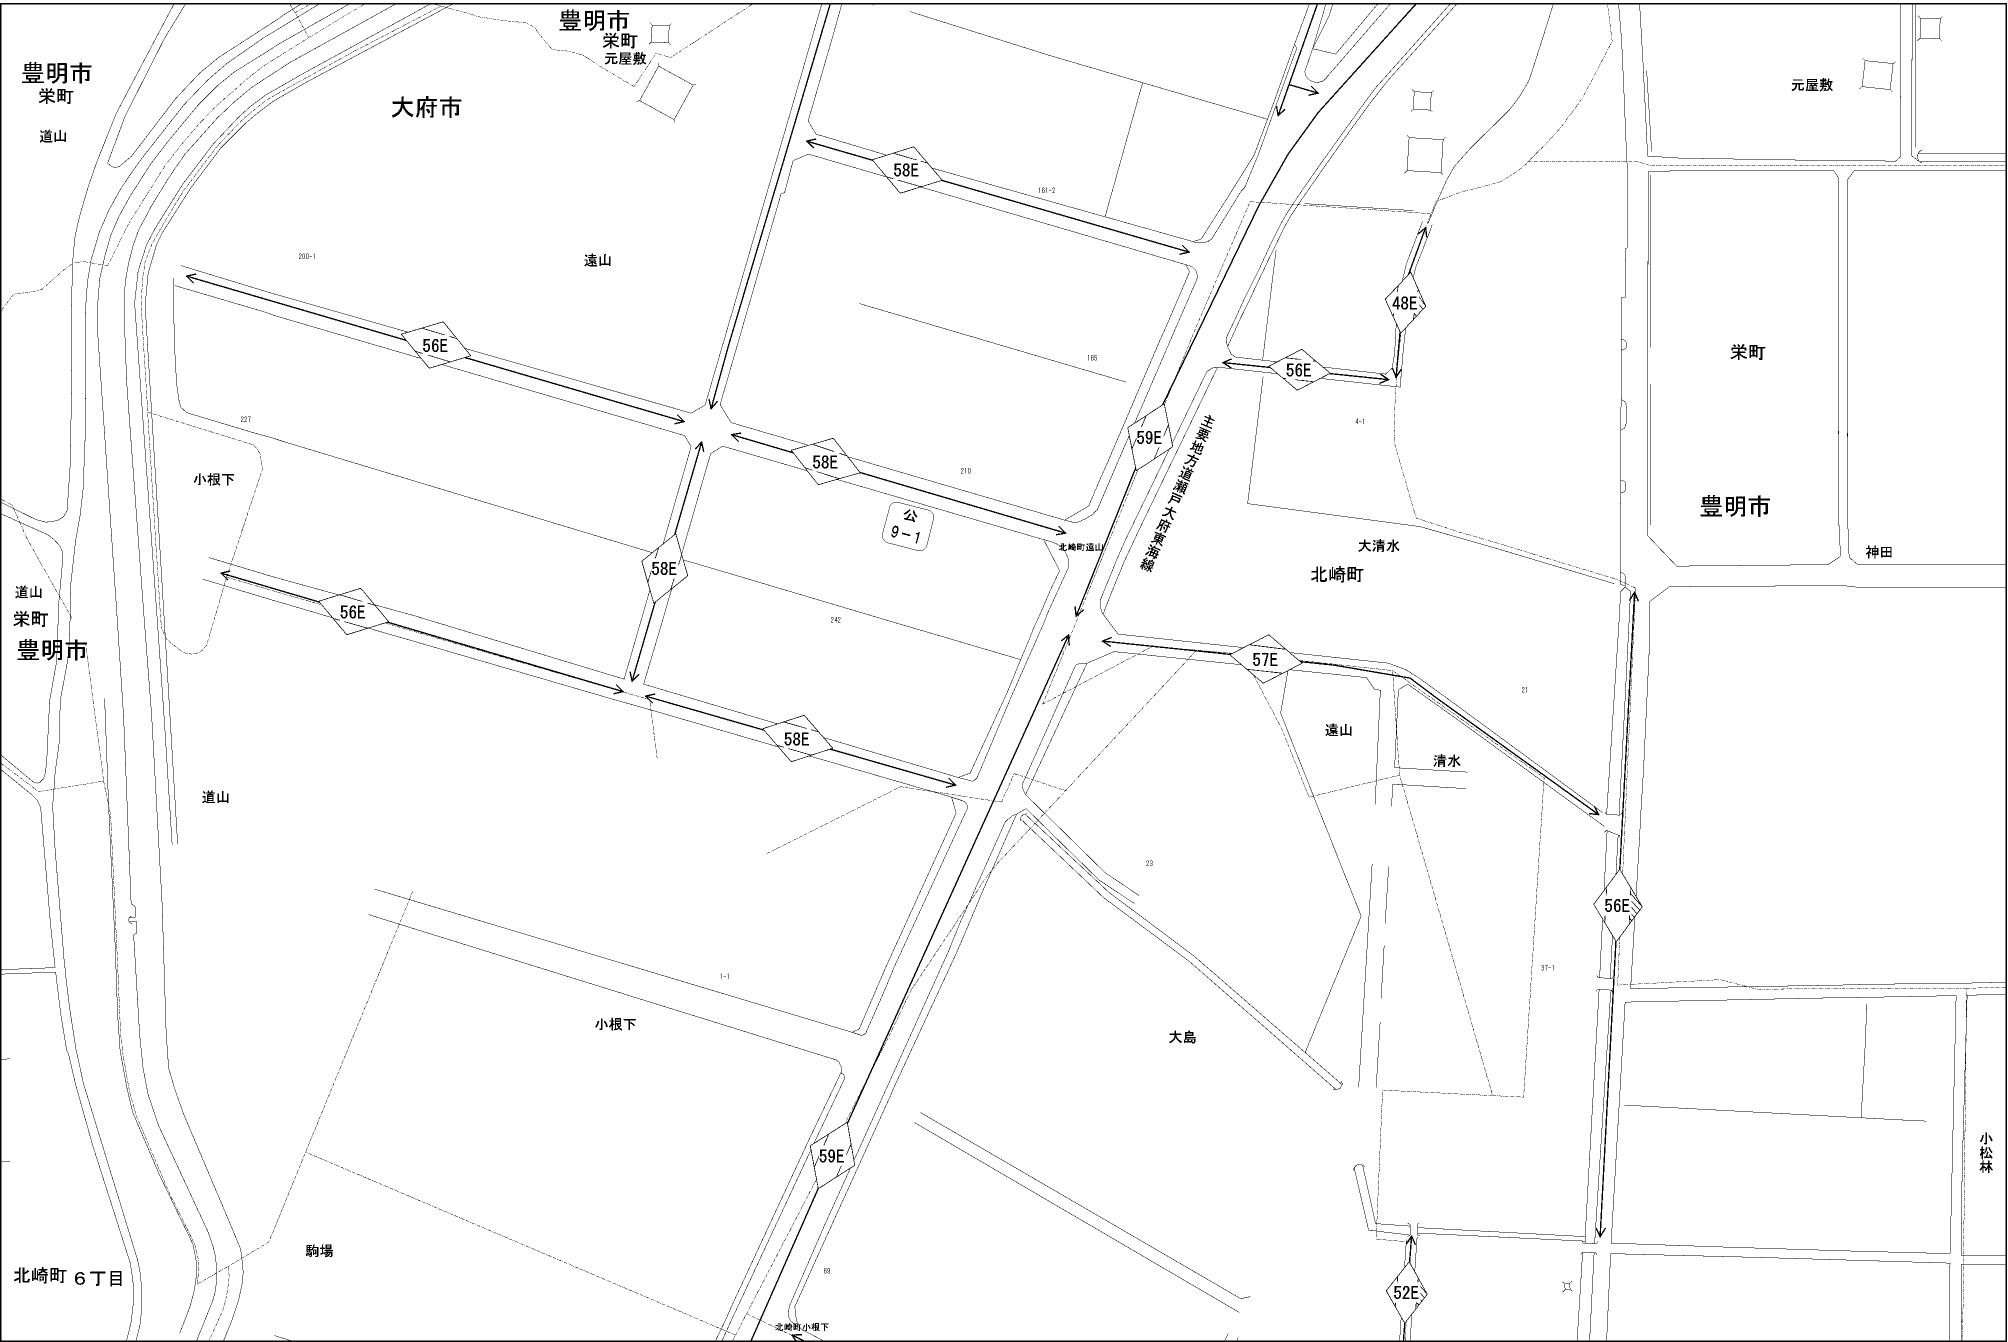 豊明市
栄町
元屋敷
豊明市
栄町
道山
大府市
元屋敷
58E
161-2
200-1
遠山
48E
56E
165
56E
栄町
227
4-1
59E
主要地方道瀬戸大府東海線
58E
210
小根下
公
9-1
豊明市
北崎町遠山
大清水
神田
58E
北崎町
道山
栄町
豊明市
56E
242
57E
21
58E
遠山
清水
道山
23
56E
1-1
37-1
小根下
大島
59E
小松林
駒場
69
北崎町 6丁目
52E
北崎町小根下